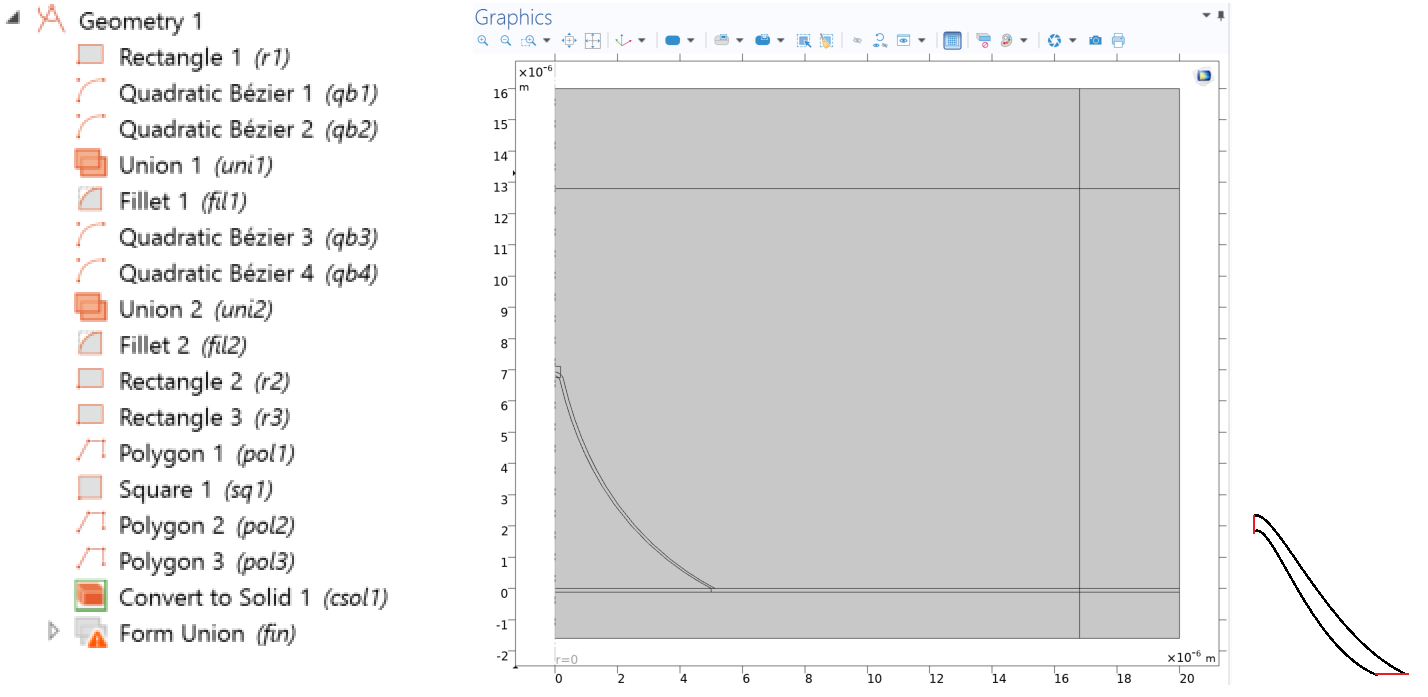 Geometry 1
Rectangle 1 (r1)
Quadratic Bézier 1 (qb1)
Quadratic Bézier 2 (qb2)
Union 1 (uni1)
Fillet 1 (fil1)
Quadratic Bézier 3 (qb3)
Quadratic Bézier 4 (qb4)
Union 2 (uni2)
Fillet 2 (fil2)
Rectangle 2 (r2)
Rectangle 3 (r3)
Polygon 1 (pol1)
Square 1 (sq1)
Polygon 2 (pol2)
Polygon 3 (pol3)
Convert to Solid 1 (csol1)
Form Union (fin)
Graphics
×10⁻⁶
m
16
15
14
13
12
11
10
9
8
7
6
5
4
3
2
1
0
-1
-2
r=0
×10⁻⁶ m
0 2 4 6 8 10 12 14 16 18 20